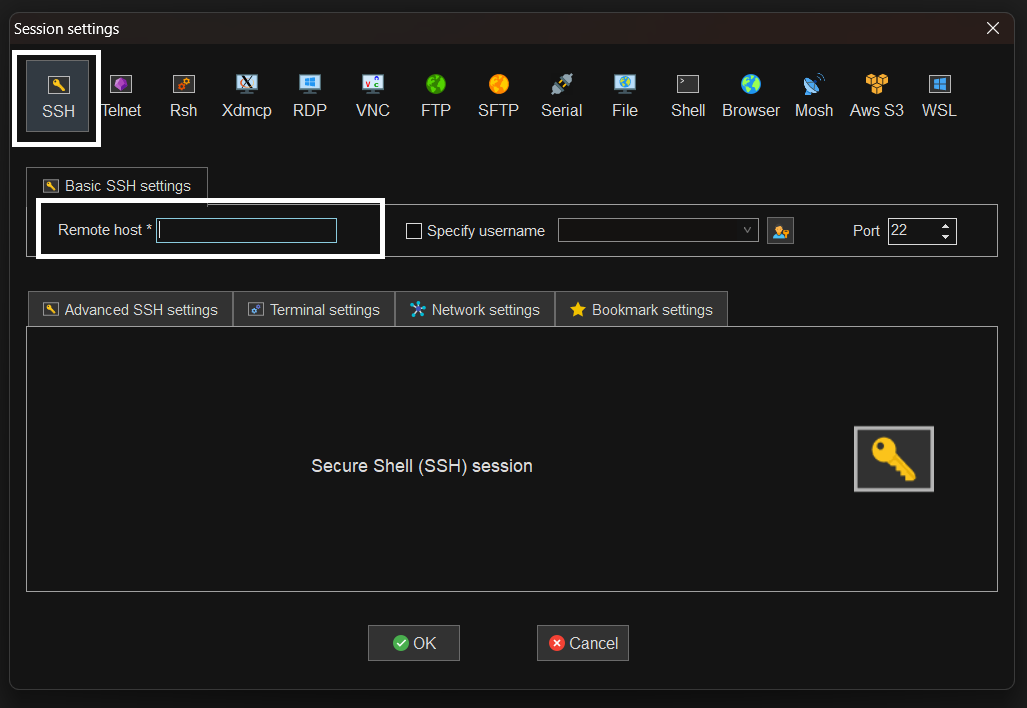 Session settings
SSH Telnet Rsh Xdmcp RDP VNC FTP SFTP Serial File Shell Browser Mosh Aws S3 WSL
Basic SSH settings
Remote host * Specify username Port 22
Advanced SSH settings Terminal settings Network settings Bookmark settings
Secure Shell (SSH) session
OK Cancel